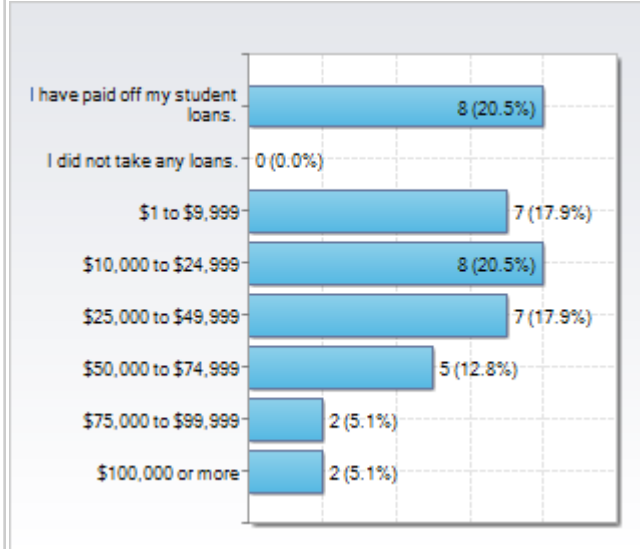 I have paid off my student
loans.
8 (20.5%)
I did not take any loans.
0 (0.0%)
$1 to $9,999
7 (17.9%)
$10,000 to $24,999
8 (20.5%)
$25,000 to $49,999
7 (17.9%)
$50,000 to $74,999
5 (12.8%)
$75,000 to $99,999
2 (5.1%)
$100,000 or more
2 (5.1%)